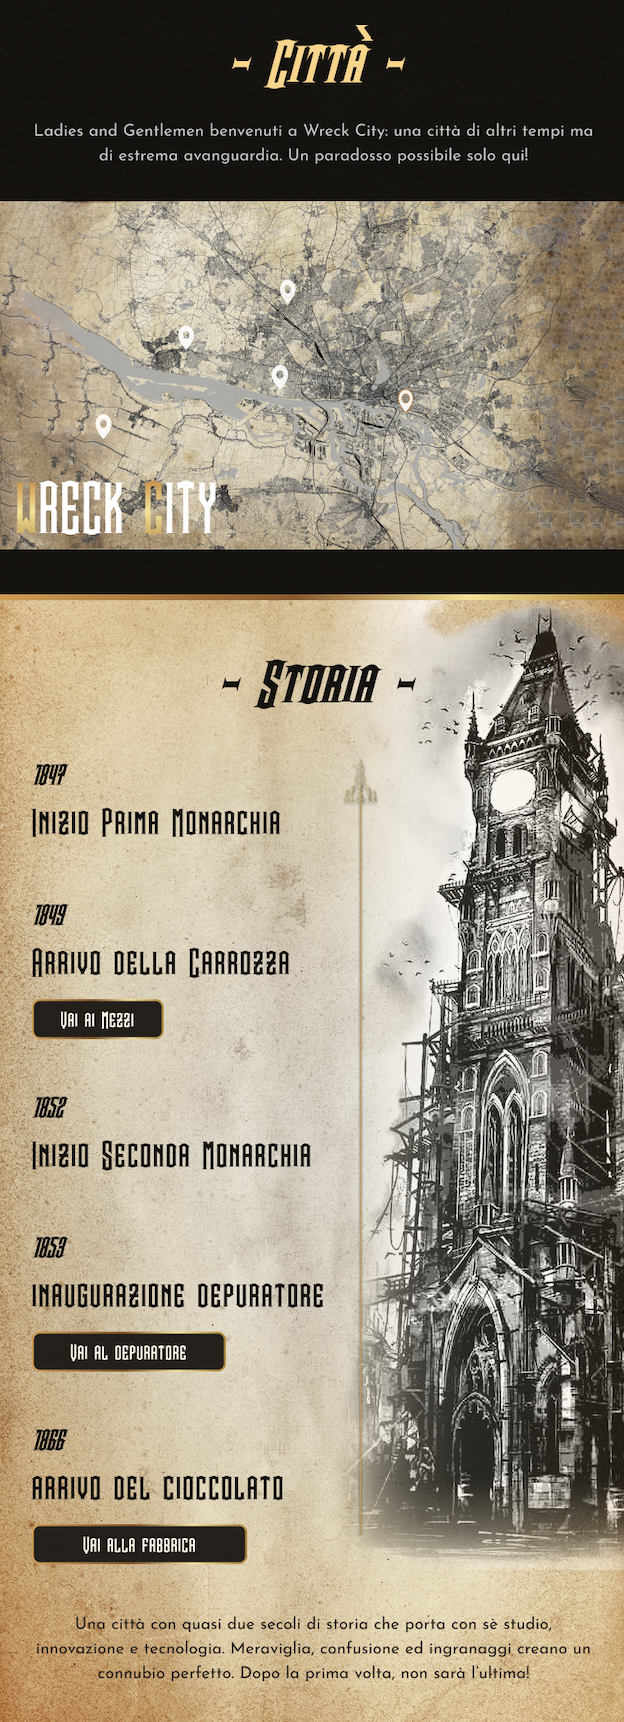 - Città -
Ladies and Gentlemen benvenuti a Wreck City: una città di altri tempi ma
di estrema avanguardia. Un paradosso possibile solo qui!
Wreck City
- Storia -
1847
Inizio Prima Monarchia
1849
Arrivo della Carrozza
Vai ai Mezzi
1852
Inizio Seconda Monarchia
1853
inaugurazione depuratore
Vai al depuratore
1866
arrivo del cioccolato
Vai alla fabbrica
Una città con quasi due secoli di storia che porta con sè studio,
innovazione e tecnologia. Meraviglia, confusione ed ingranaggi creano un
connubio perfetto. Dopo la prima volta, non sarà l'ultima!